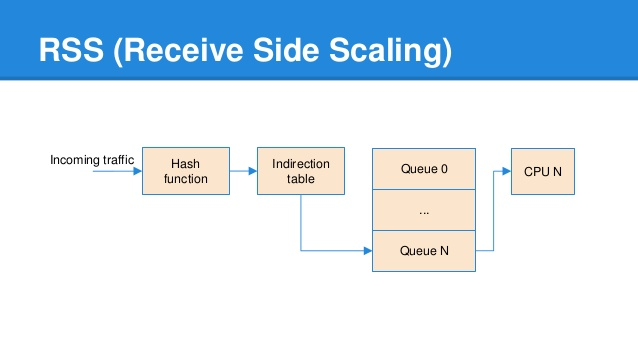 RSS (Receive Side Scaling)
Incoming traffic
Hash
function
Indirection
table
Queue 0
...
Queue N
CPU N